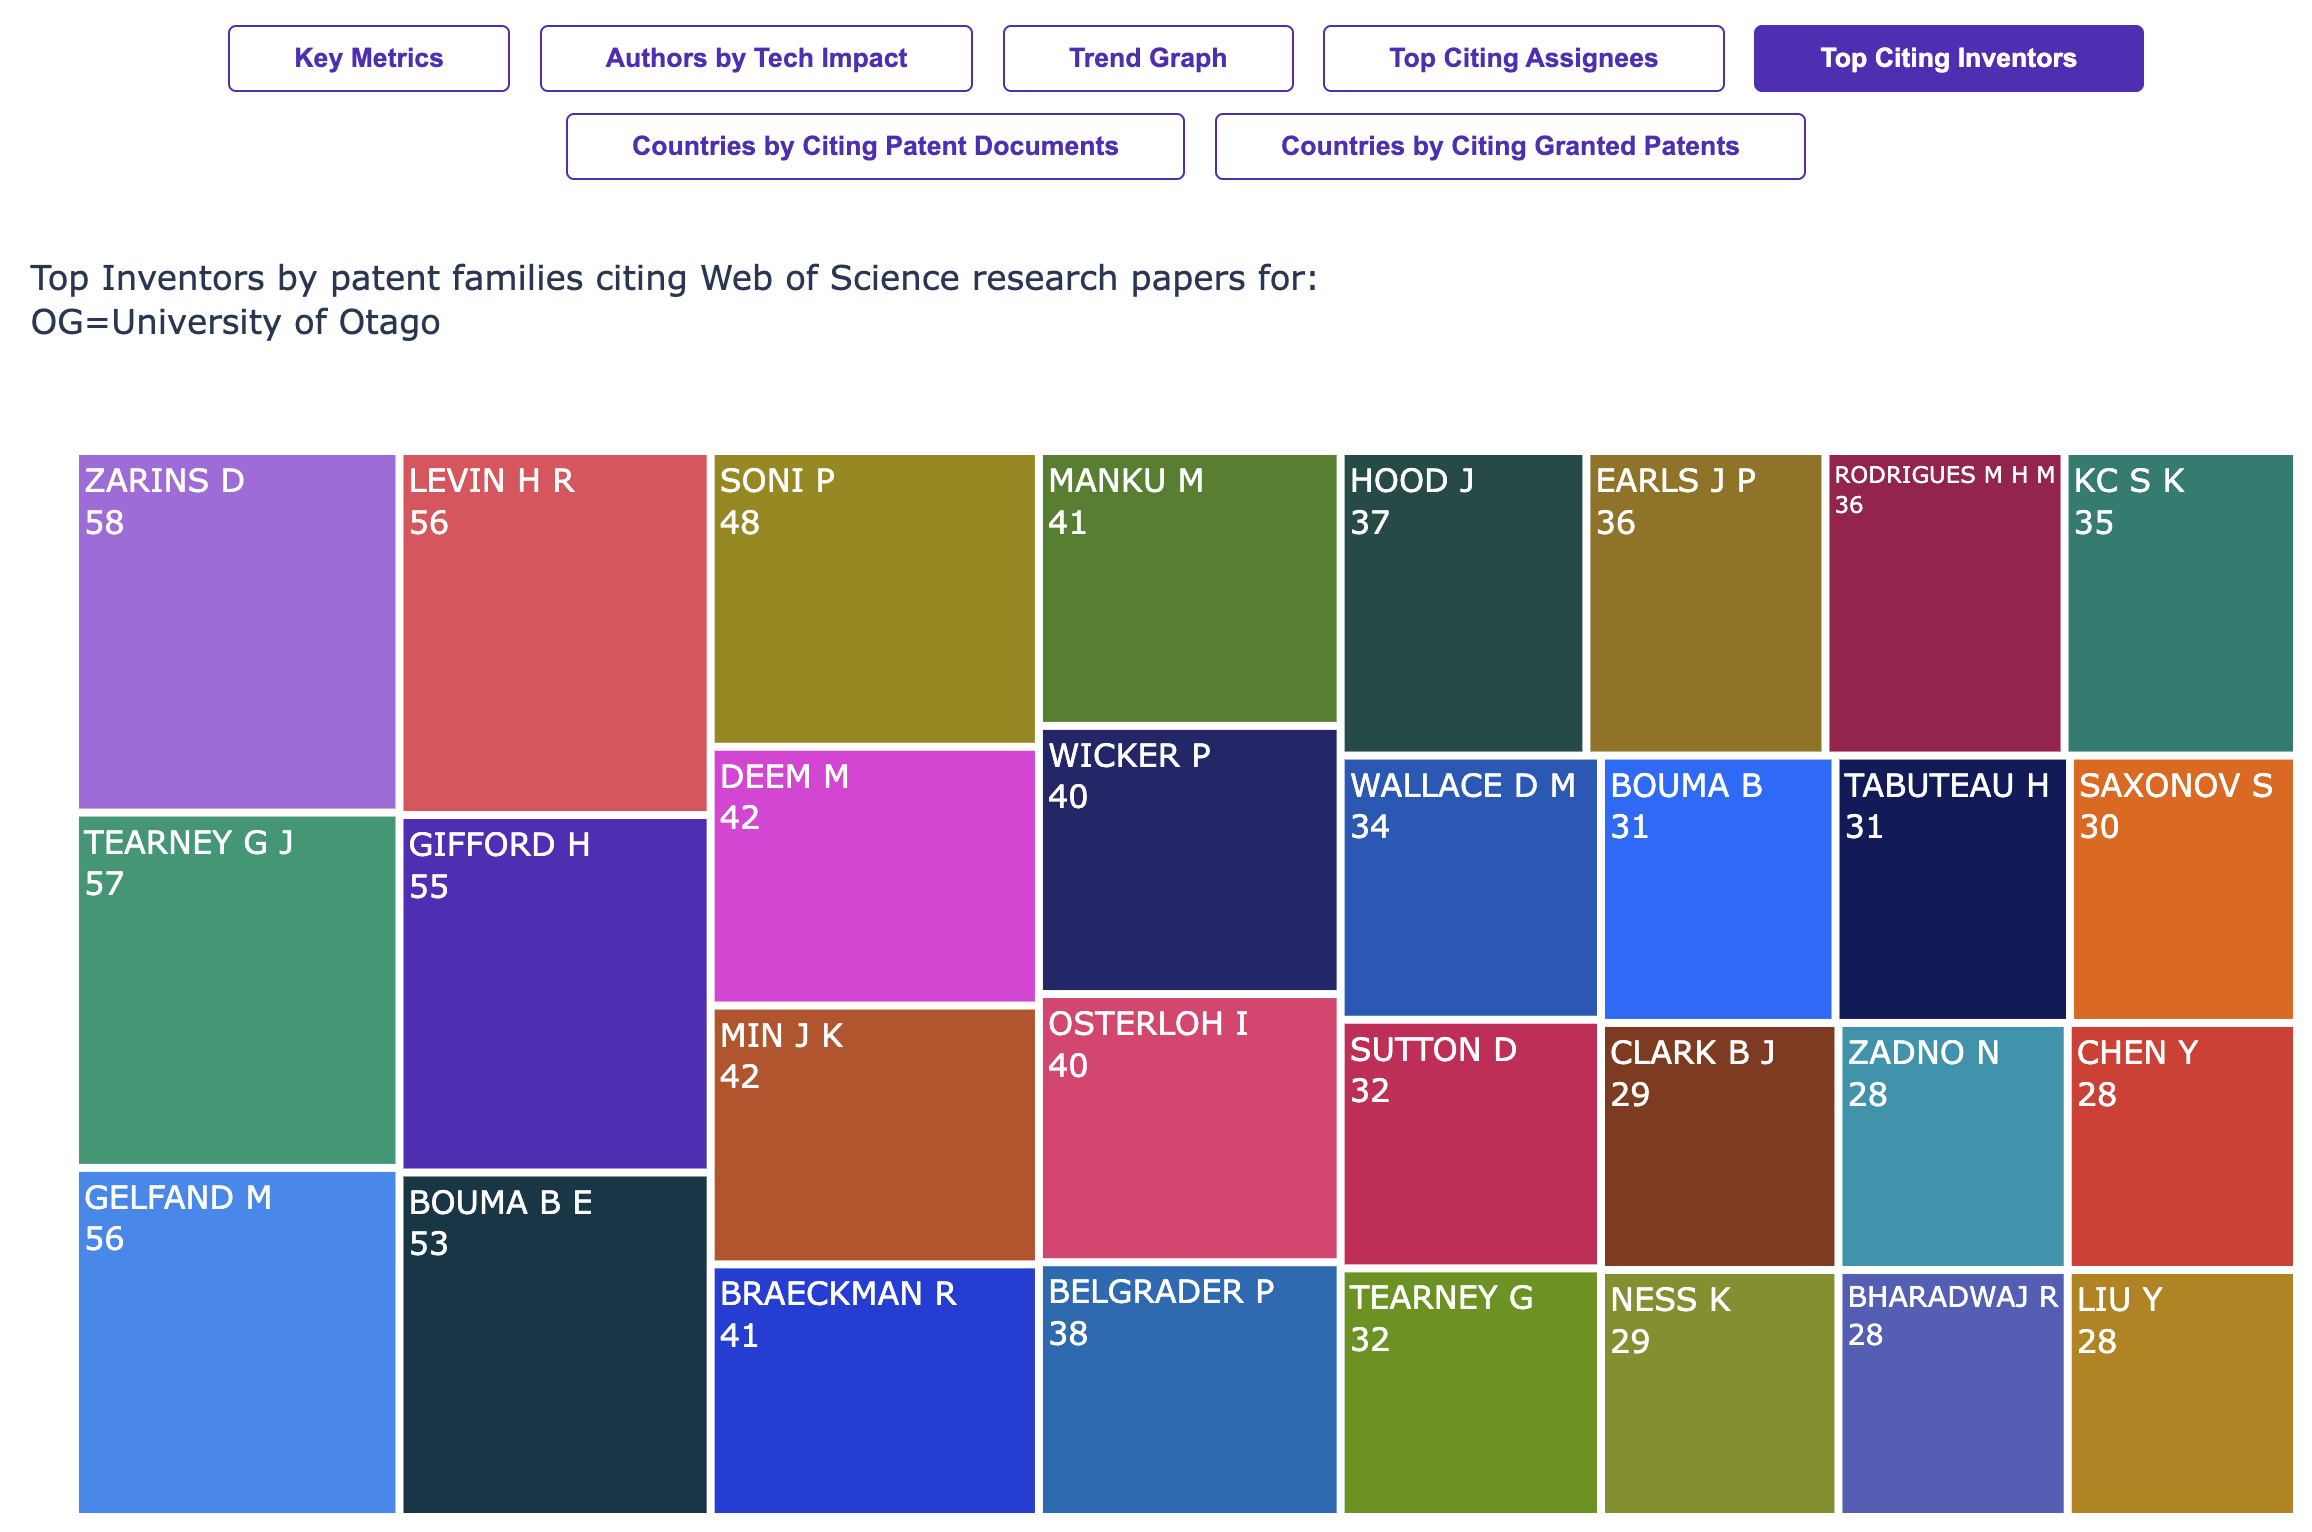 Key Metrics
Authors by Tech Impact
Trend Graph
Top Citing Assignees
Top Citing Inventors
Countries by Citing Patent Documents
Countries by Citing Granted Patents
Top Inventors by patent families citing Web of Science research papers for:
OG=University of Otago
ZARINS D
58
TEARNEY G J
57
GELFAND M
56
LEVIN H R
56
GIFFORD H
55
BOUMA B E
53
SONI P
48
DEEM M
42
MIN J K
42
BRAECKMAN R
41
MANKU M
41
WICKER P
40
OSTERLOH I
40
BELGRADER P
38
HOOD J
37
EARLS J P
36
RODRIGUES M H M
36
KC S K
35
WALLACE D M
34
SUTTON D
32
TEARNEY G
32
BOUMA B
31
TABUTEAU H
31
SAXONOV S
30
CLARK B J
29
NESS K
29
ZADNO N
28
CHEN Y
28
BHARADWAJ R
28
LIU Y
28